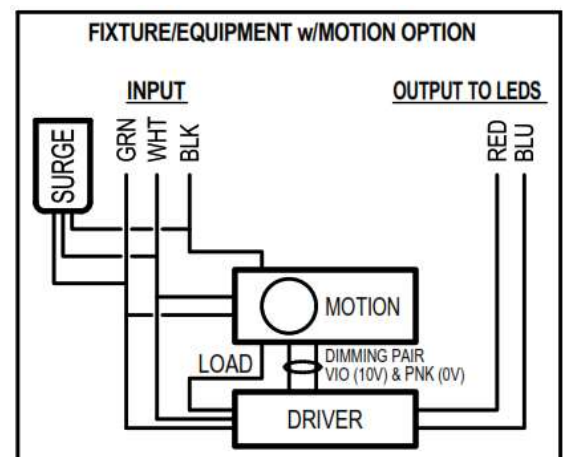 FIXTURE/EQUIPMENT w/MOTION OPTION
INPUT
OUTPUT TO LEDS
SURGE
GRN
WHT
BLK
RED
BLU
MOTION
LOAD
DIMMING PAIR
VIO (10V) & PNK (0V)
DRIVER